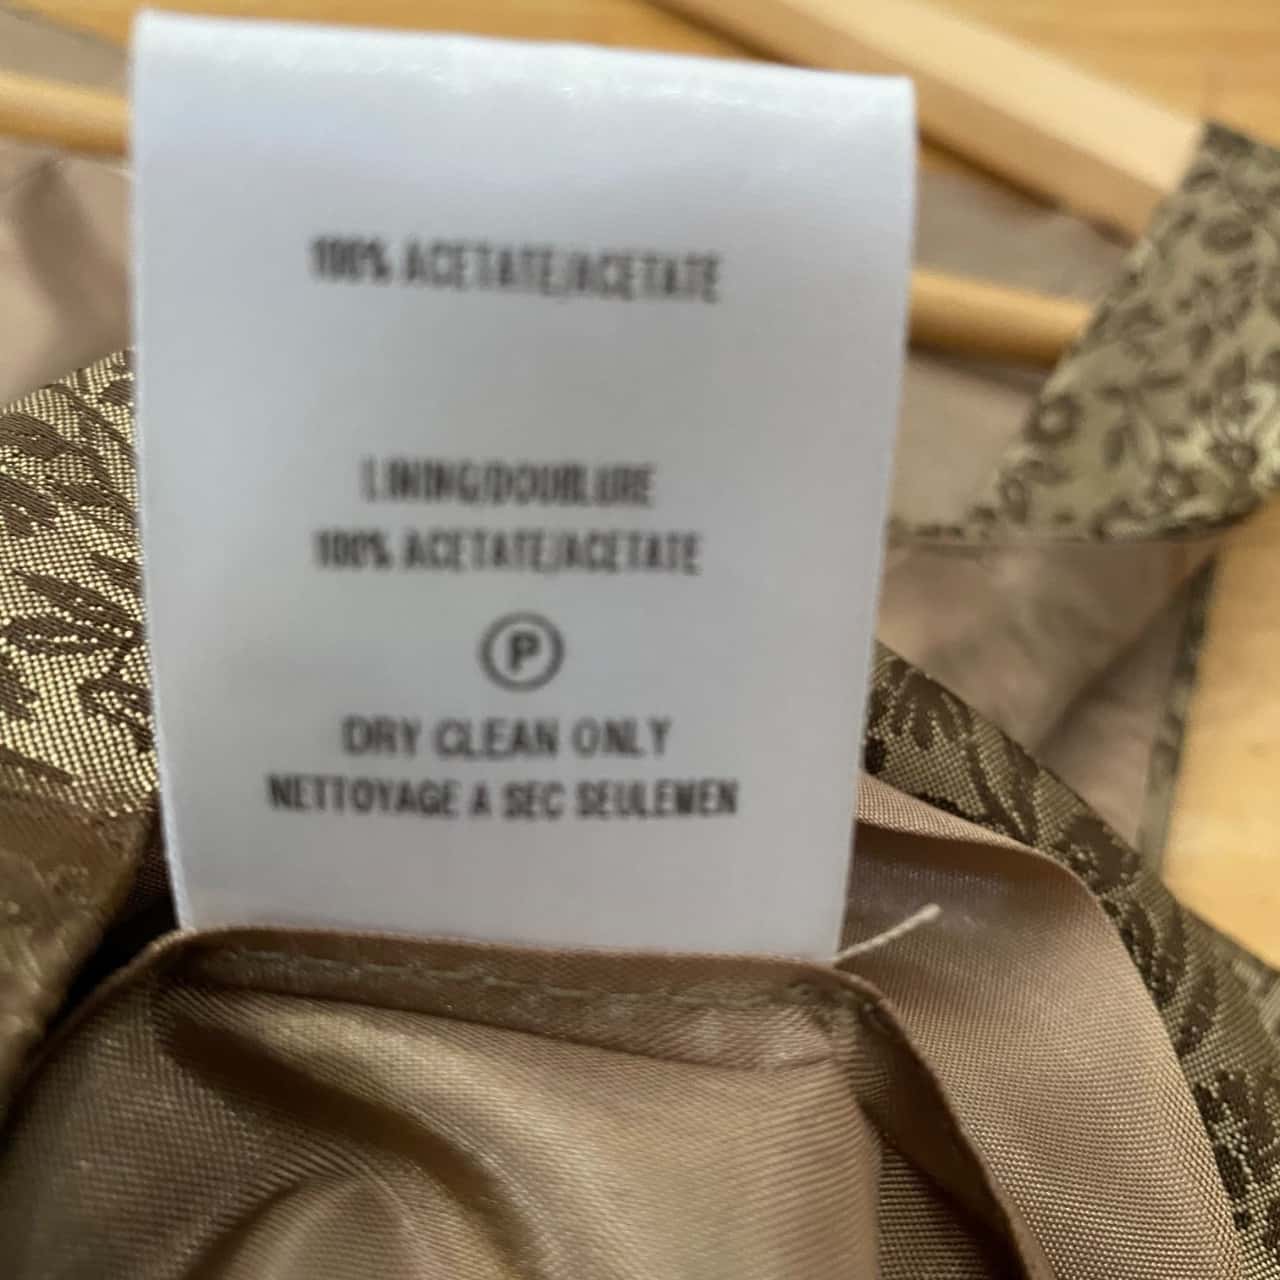 100% ACETATE/ACETATE
LINING/DOUBLURE
100% ACETATE/ACETATE
P
DRY CLEAN ONLY
NETTOYAGE A SEC SEULEMEN